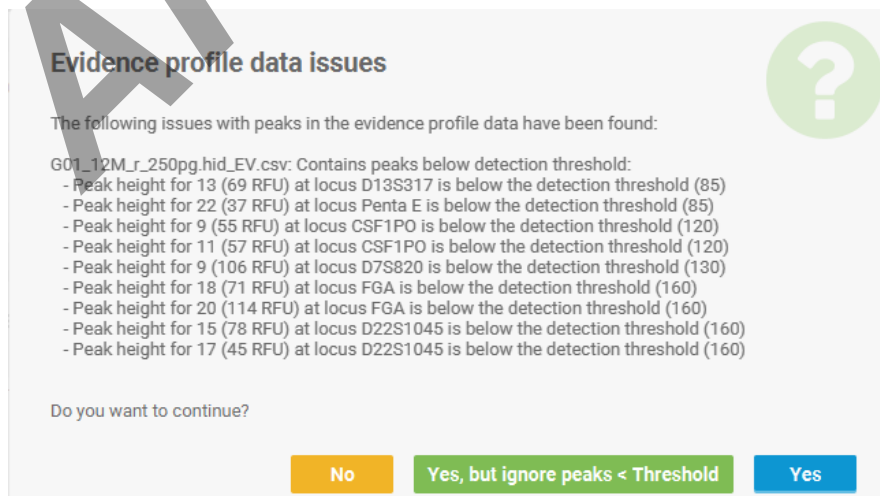 Evidence profile data issues
The following issues with peaks in the evidence profile data have been found:
G01_12M_r_250pg.hid_EV.csv: Contains peaks below detection threshold:
- Peak height for 13 (69 RFU) at locus D13S317 is below the detection threshold (85)
- Peak height for 22 (37 RFU) at locus Penta E is below the detection threshold (85)
- Peak height for 9 (55 RFU) at locus CSF1PO is below the detection threshold (120)
- Peak height for 11 (57 RFU) at locus CSF1PO is below the detection threshold (120)
- Peak height for 9 (106 RFU) at locus D7S820 is below the detection threshold (130)
- Peak height for 18 (71 RFU) at locus FGA is below the detection threshold (160)
- Peak height for 20 (114 RFU) at locus FGA is below the detection threshold (160)
- Peak height for 15 (78 RFU) at locus D22S1045 is below the detection threshold (160)
- Peak height for 17 (45 RFU) at locus D22S1045 is below the detection threshold (160)
Do you want to continue?
No Yes, but ignore peaks < Threshold Yes